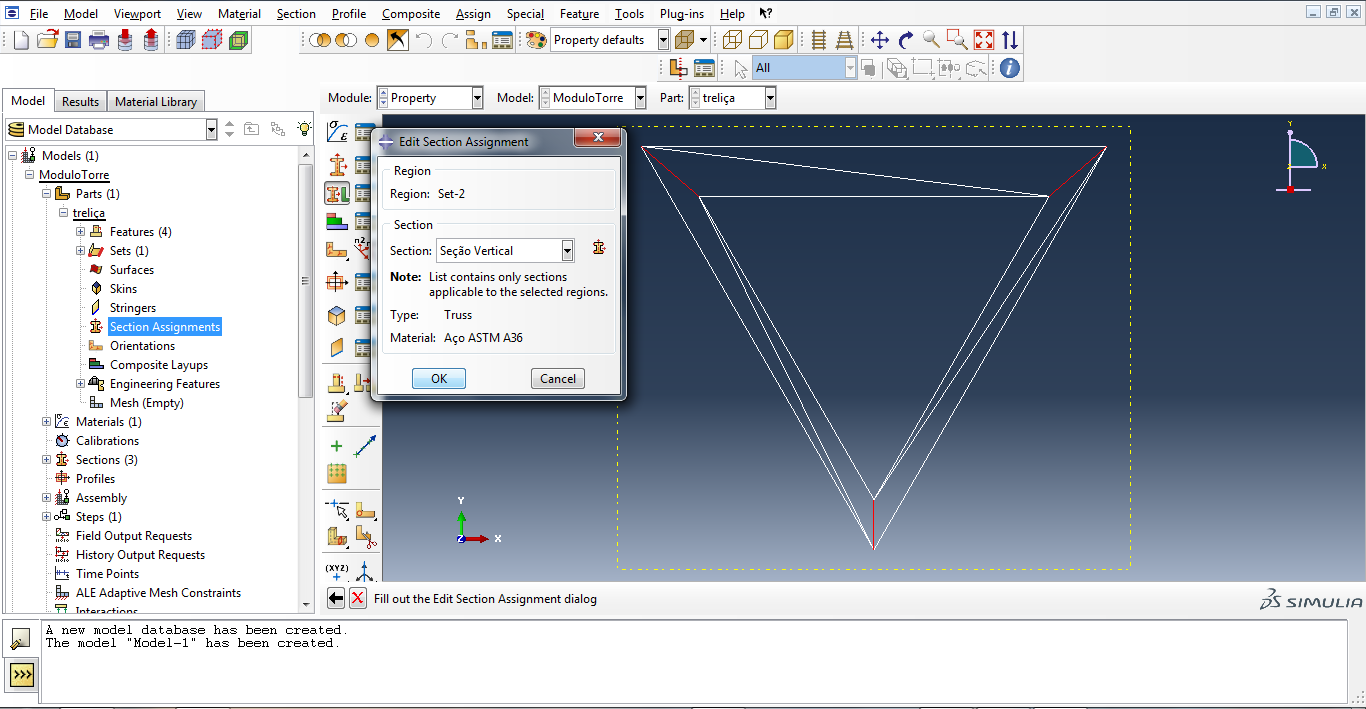 File Model Viewport View Material Section Profile Composite Assign Special Feature Tools Plug-ins Help
Property defaults
All
Model Results Material Library
Module: Property Model: ModuloTorre Part: treliça
Model Database
Models (1)
ModuloTorre
Parts (1)
treliça
Features (4)
Sets (1)
Surfaces
Skins
Stringers
Section Assignments
Orientations
Composite Layups
Engineering Features
Mesh (Empty)
Materials (1)
Calibrations
Sections (3)
Profiles
Assembly
Steps (1)
Field Output Requests
History Output Requests
Time Points
ALE Adaptive Mesh Constraints
Interactions
Edit Section Assignment
Region
Region: Set-2
Section
Section: Seção Vertical
Note: List contains only sections
applicable to the selected regions.
Type: Truss
Material: Aço ASTM A36
OK Cancel
(XYZ)
Y
X
Z
Y
X
Fill out the Edit Section Assignment dialog
SIMULIA
A new model database has been created.
The model "Model-1" has been created.
>>>